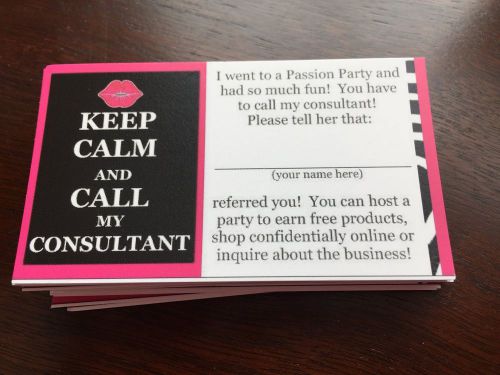 KEEP
CALM
AND
CALL
MY
CONSULTANT
I went to a Passion Party and
had so much fun! You have
to call my consultant!
Please tell her that:
(your name here)
referred you! You can host a
party to earn free products,
shop confidentially online or
inquire about the business!